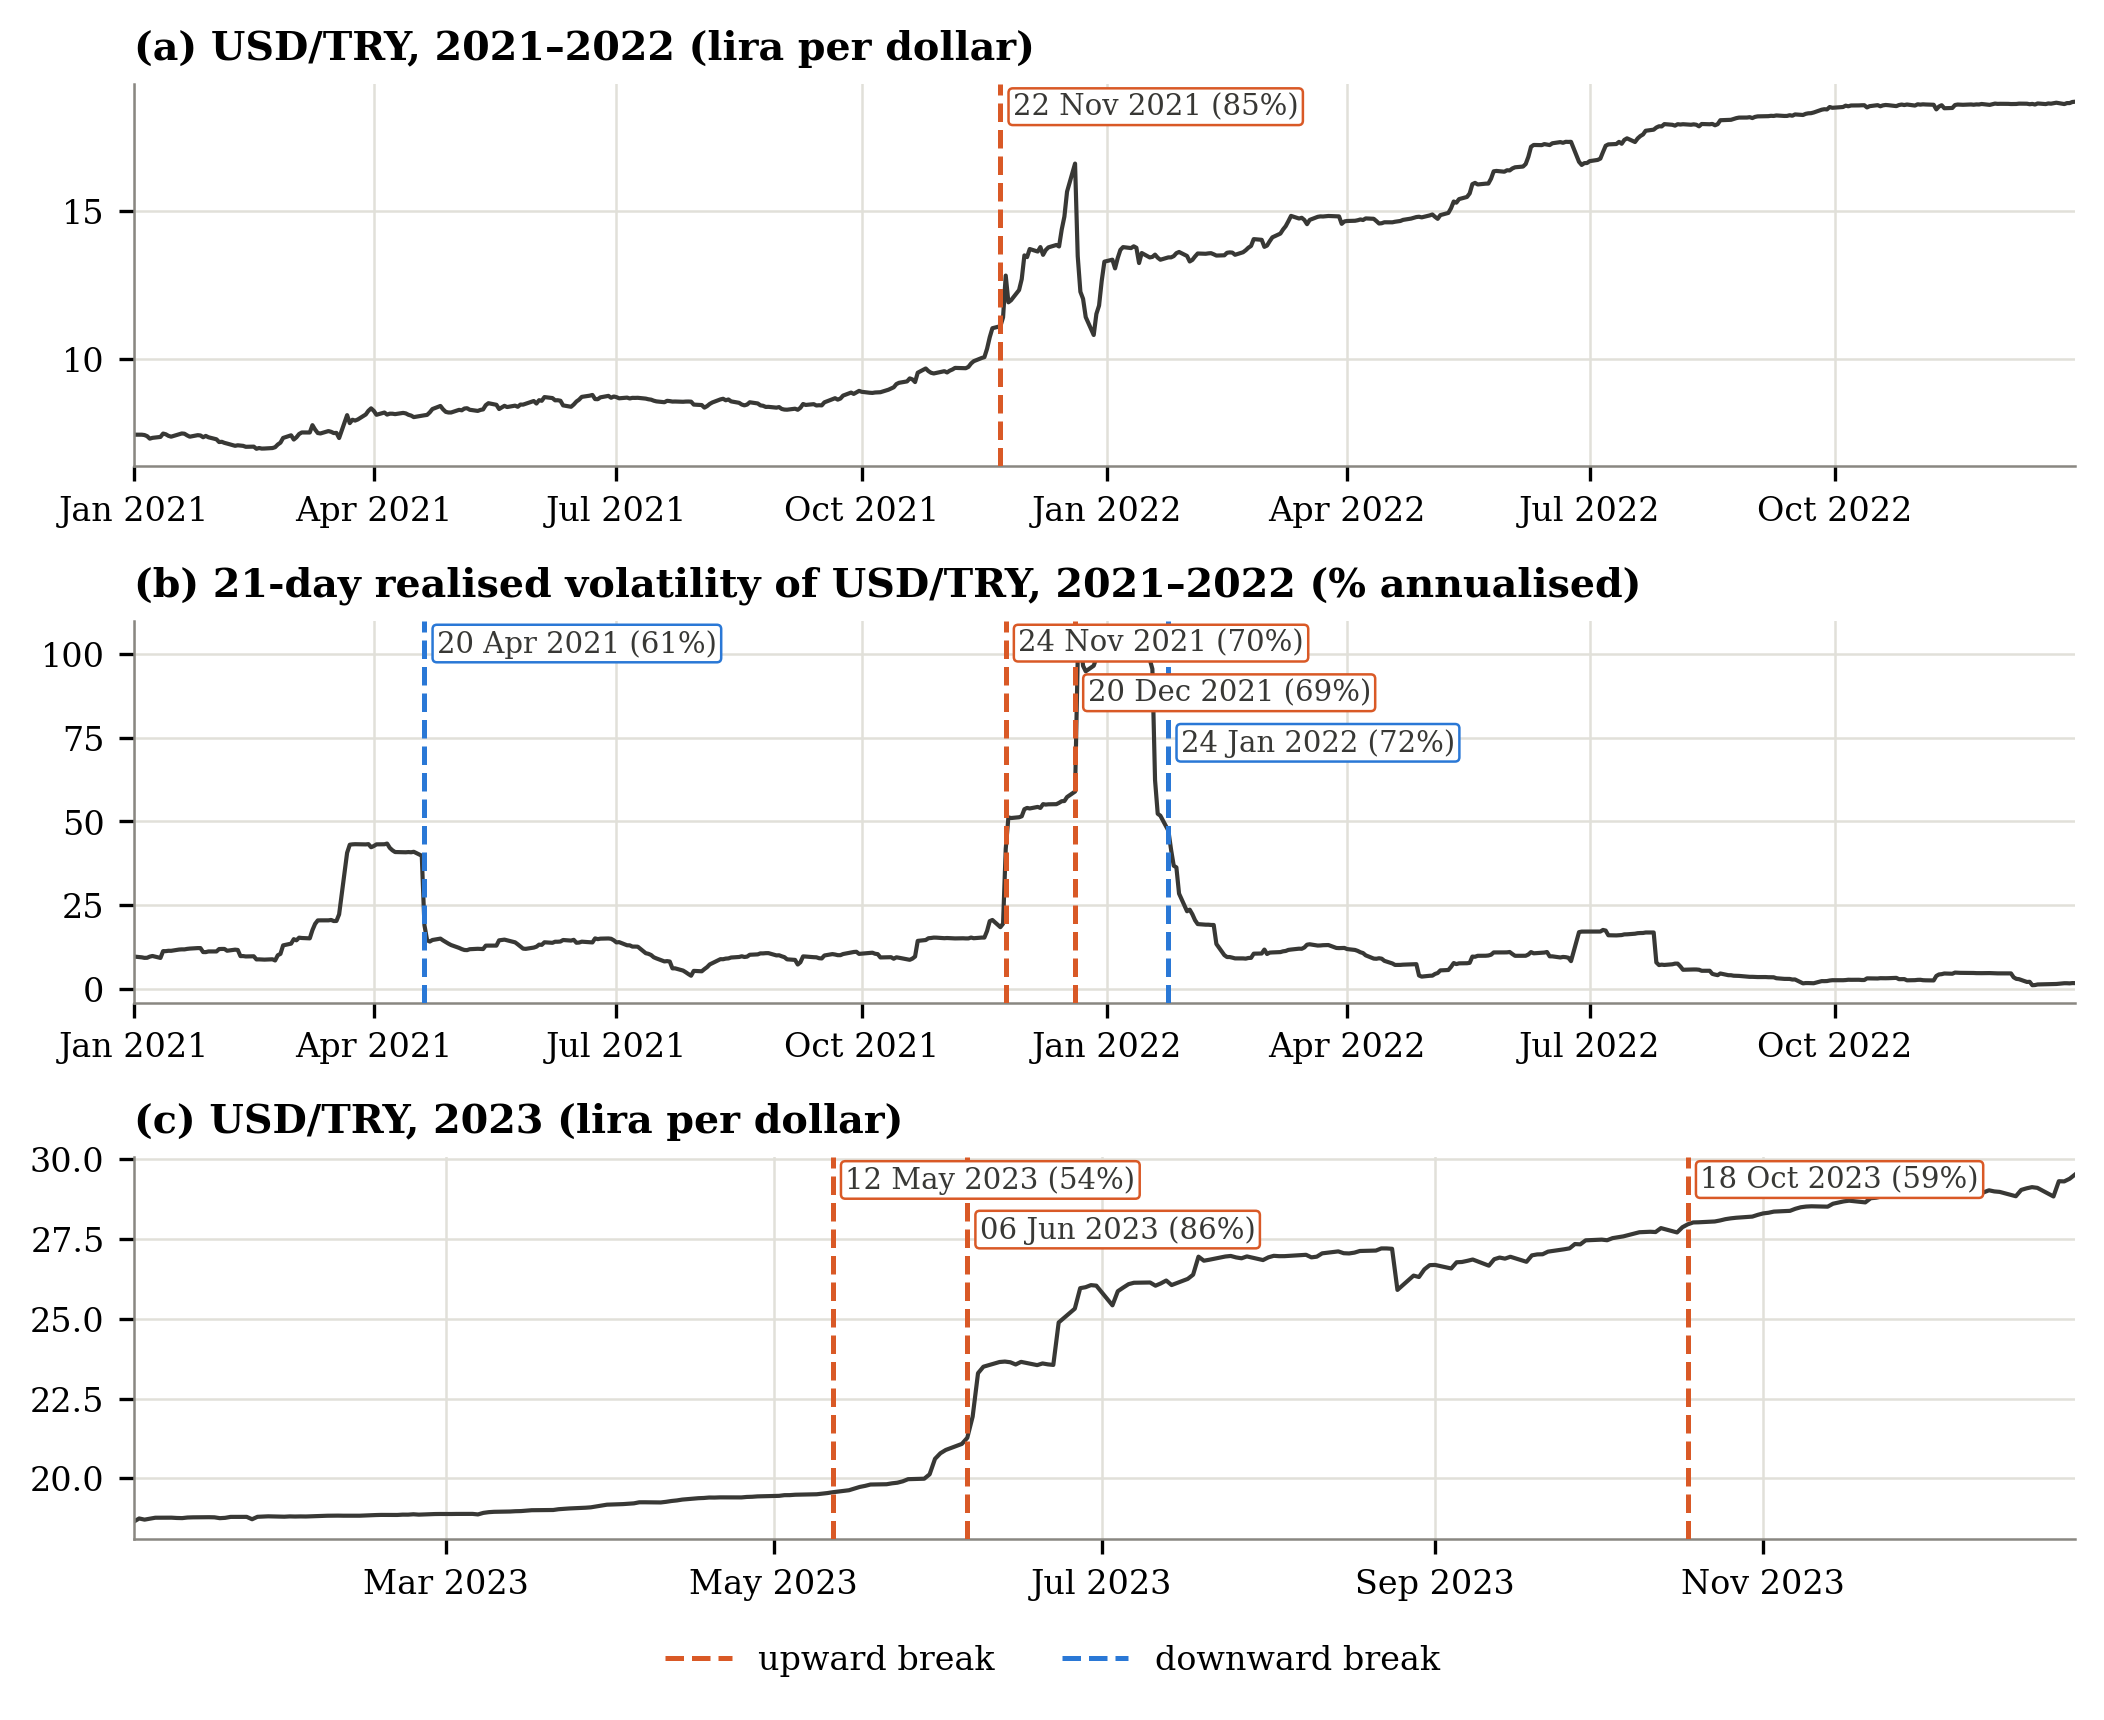 (a) USD/TRY, 2021–2022 (lira per dollar)
22 Nov 2021 (85%)
15
10
Jan 2021 Apr 2021 Jul 2021 Oct 2021 Jan 2022 Apr 2022 Jul 2022 Oct 2022
(b) 21-day realised volatility of USD/TRY, 2021–2022 (% annualised)
20 Apr 2021 (61%) 24 Nov 2021 (70%)
100
20 Dec 2021 (69%)
75
24 Jan 2022 (72%)
50
25
0
Jan 2021 Apr 2021 Jul 2021 Oct 2021 Jan 2022 Apr 2022 Jul 2022 Oct 2022
(c) USD/TRY, 2023 (lira per dollar)
30.0
12 May 2023 (54%) 18 Oct 2023 (59%)
06 Jun 2023 (86%)
27.5
25.0
22.5
20.0
Mar 2023 May 2023 Jul 2023 Sep 2023 Nov 2023
upward break downward break